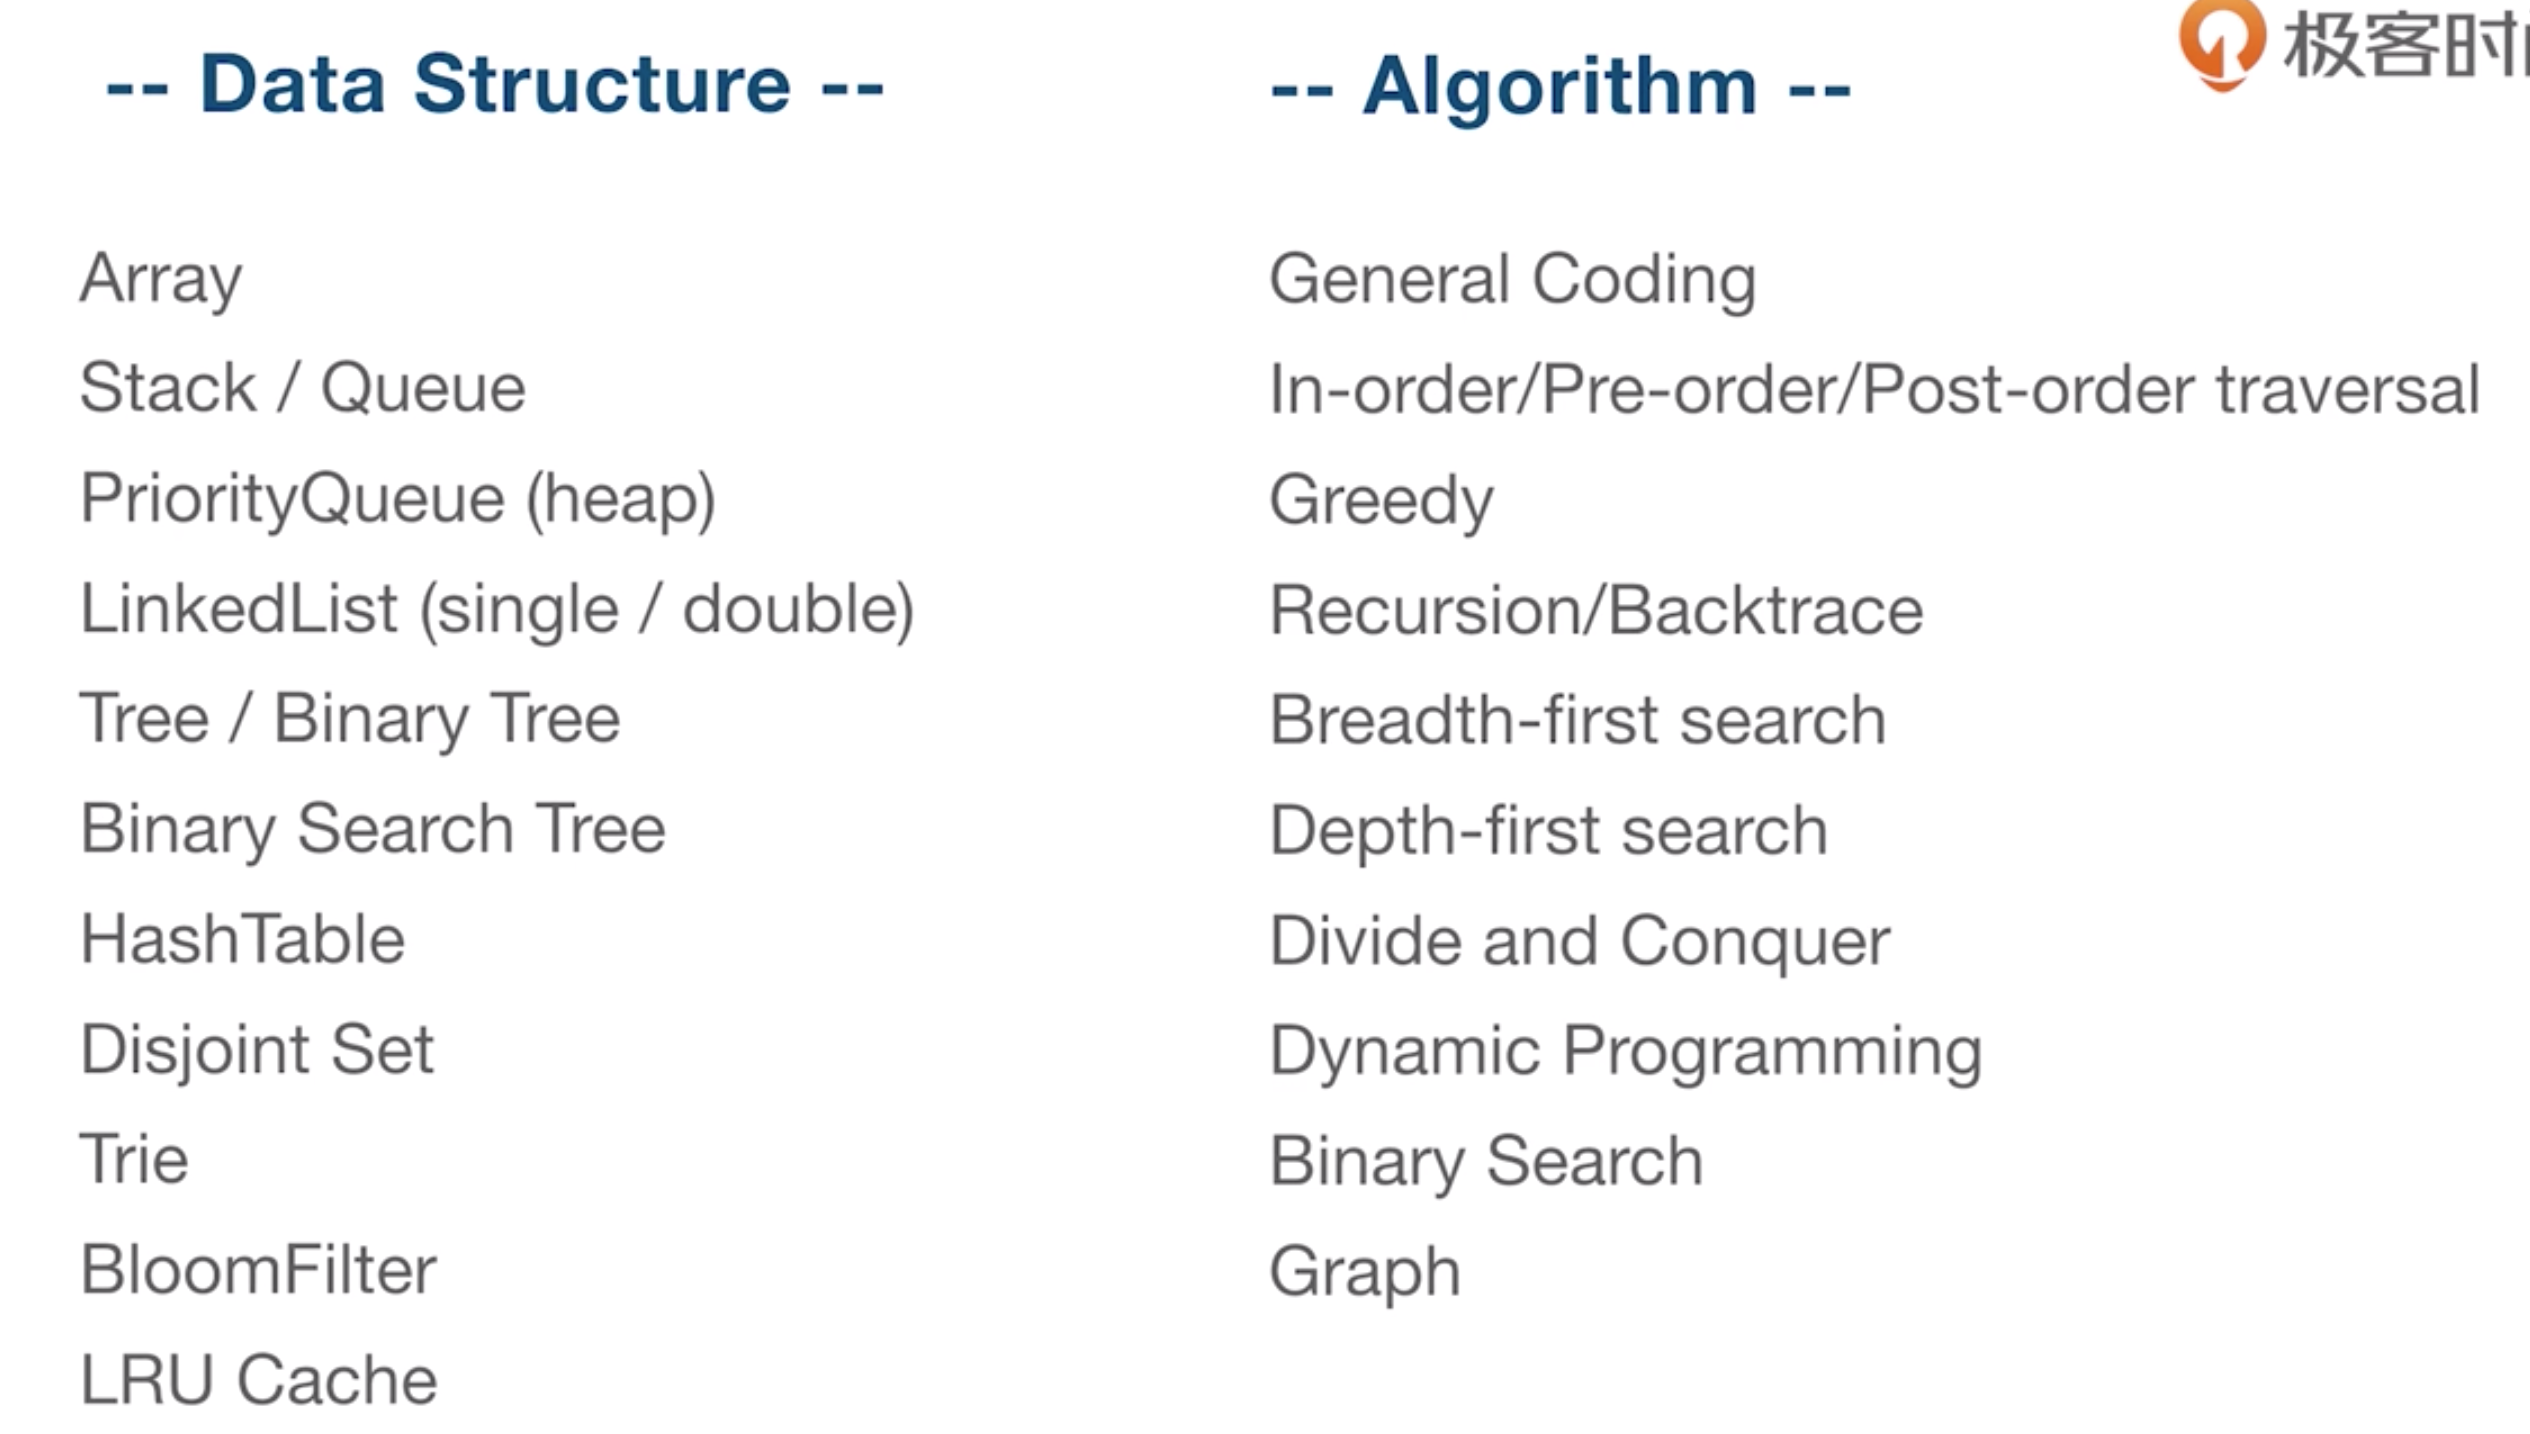 -- Data Structure --
Array
Stack / Queue
PriorityQueue (heap)
LinkedList (single / double)
Tree / Binary Tree
Binary Search Tree
HashTable
Disjoint Set
Trie
BloomFilter
LRU Cache
-- Algorithm --
General Coding
In-order/Pre-order/Post-order traversal
Greedy
Recursion/Backtrace
Breadth-first search
Depth-first search
Divide and Conquer
Dynamic Programming
Binary Search
Graph
极客时